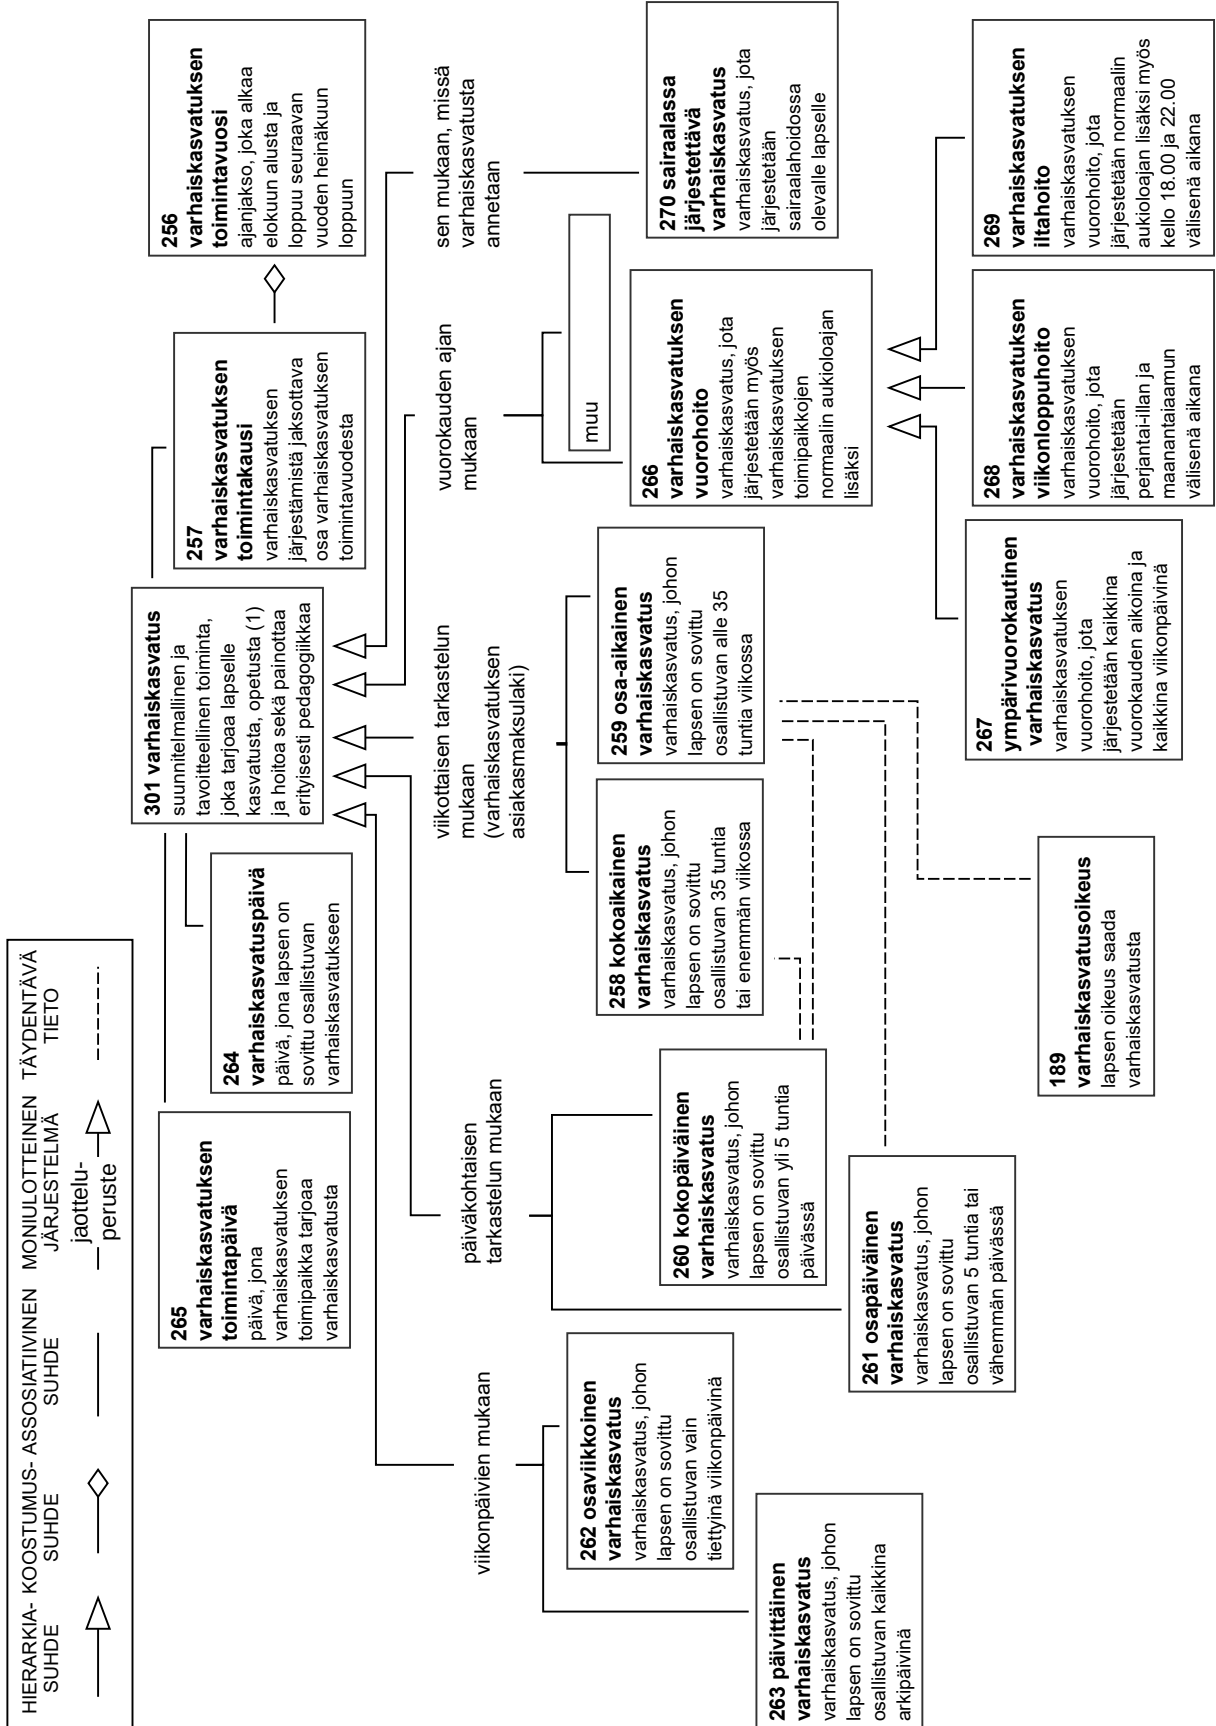 HIERARKIA- KOOSTUMUS- ASSOSIATIIVINEN MONIULOTTEINEN TÄYDENTÄVÄ
SUHDE SUHDE SUHDE JÄRJESTELMÄ TIETO
jaottelu-
peruste
265
varhaiskasvatuksen
toimintapäivä
päivä, jona
varhaiskasvatuksen
toimipaikka tarjoaa
varhaiskasvatusta
264
varhaiskasvatuspäivä
päivä, jona lapsen on
sovittu osallistuvan
varhaiskasvatukseen
301 varhaiskasvatus
suunnitelmallinen ja
tavoitteellinen toiminta,
joka tarjoaa lapselle
kasvatusta, opetusta (1)
ja hoitoa sekä painottaa
erityisesti pedagogiikkaa
257
varhaiskasvatuksen
toimintakausi
varhaiskasvatuksen
järjestämistä jaksottava
osa varhaiskasvatuksen
toimintavuodesta
256
varhaiskasvatuksen
toimintavuosi
ajanjakso, joka alkaa
elokuun alusta ja
loppuu seuraavan
vuoden heinäkuun
loppuun
viikonpäivien mukaan
päiväkohtaisen
tarkastelun mukaan
viikottaisen tarkastelun
mukaan
(varhaiskasvatuksen
asiakasmaksulaki)
vuorokauden ajan
mukaan
sen mukaan, missä
varhaiskasvatusta
annetaan
263 päivittäinen
varhaiskasvatus
varhaiskasvatus, johon
lapsen on sovittu
osallistuvan kaikkina
arkipäivinä
262 osaviikkoinen
varhaiskasvatus
varhaiskasvatus, johon
lapsen on sovittu
osallistuvan vain
tiettyinä viikonpäivinä
261 osapäiväinen
varhaiskasvatus
varhaiskasvatus, johon
lapsen on sovittu
osallistuvan 5 tuntia tai
vähemmän päivässä
260 kokopäiväinen
varhaiskasvatus
varhaiskasvatus, johon
lapsen on sovittu
osallistuvan yli 5 tuntia
päivässä
258 kokoaikainen
varhaiskasvatus
varhaiskasvatus, johon
lapsen on sovittu
osallistuvan 35 tuntia
tai enemmän viikossa
259 osa-aikainen
varhaiskasvatus
varhaiskasvatus, johon
lapsen on sovittu
osallistuvan alle 35
tuntia viikossa
266
varhaiskasvatuksen
vuorohoito
varhaiskasvatus, jota
järjestetään myös
varhaiskasvatuksen
toimipaikkojen
normaalin aukioloajan
lisäksi
muu
270 sairaalassa
järjestettävä
varhaiskasvatus
varhaiskasvatus, jota
järjestetään
sairaalahoidossa
olevalle lapselle
189
varhaiskasvatusoikeus
lapsen oikeus saada
varhaiskasvatusta
267
ympärivuorokautinen
varhaiskasvatus
varhaiskasvatuksen
vuorohoito, jota
järjestetään kaikkina
vuorokauden aikoina ja
kaikkina viikonpäivinä
268
varhaiskasvatuksen
viikonloppuhoito
varhaiskasvatuksen
vuorohoito, jota
järjestetään
perjantai-illan ja
maanantaiaamun
välisenä aikana
269
varhaiskasvatuksen
iltahoito
varhaiskasvatuksen
vuorohoito, jota
järjestetään normaalin
aukioloajan lisäksi myös
kello 18.00 ja 22.00
välisenä aikana